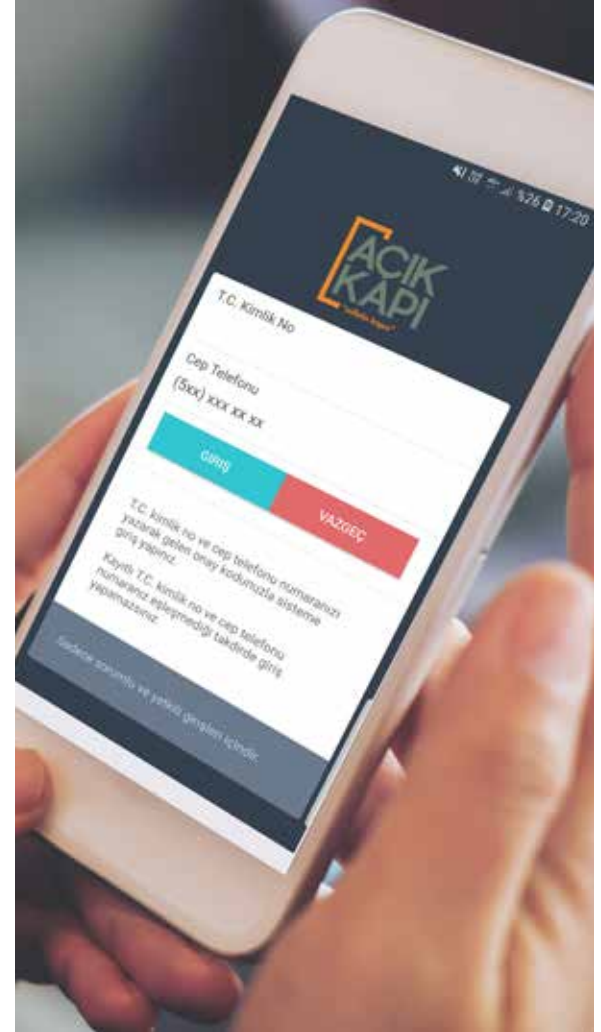 %26 17:20
AÇIK
KAPI
T.C. Kimlik No
Cep Telefonu
(5xx) xxx xx xx
GİRİŞ
VAZGEÇ
T.C. kimlik no ve cep telefonu numaranızı
yazarak gelen onay kodunuzla sisteme
giriş yapınız.
Kayıtlı T.C. kimlik no ve cep telefonu
numaranız eşleşmediği takdirde giriş
yapamazsınız.
Sadece sorumlu ve yetkili girişleri içindir.